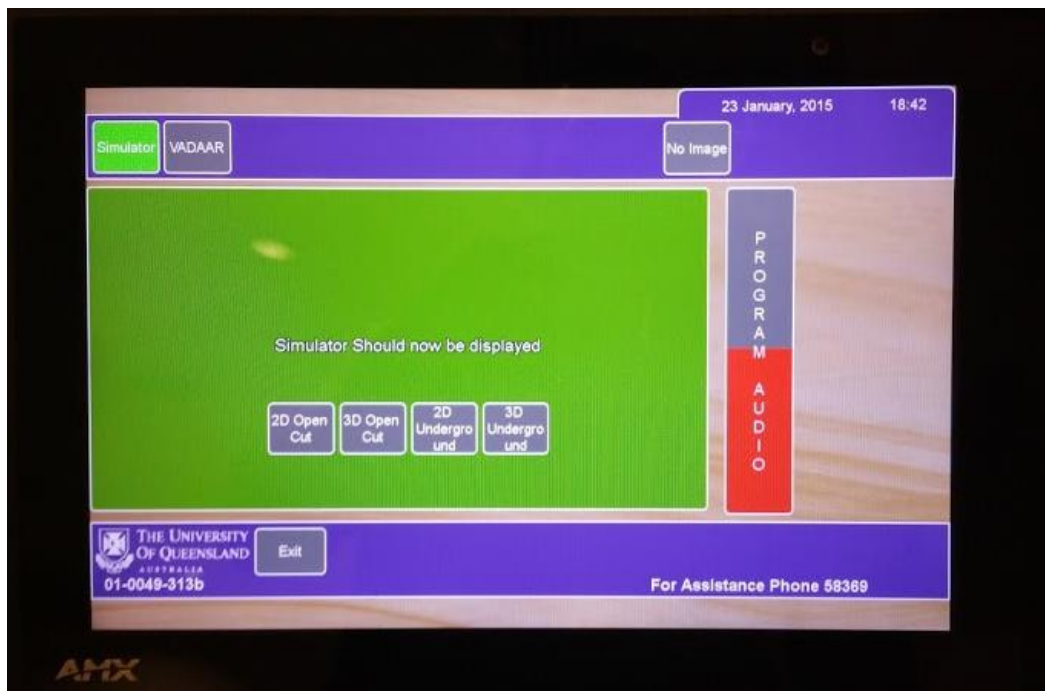 23 January, 2015 18:42
Simulator VADAAR No Image
PROGRAM AUDIO
Simulator Should now be displayed
2D Open
Cut
3D Open
Cut
2D
Undergro
und
3D
Undergro
und
THE UNIVERSITY
OF QUEENSLAND
AUSTRALIA
Exit
01-0049-313b
For Assistance Phone 58369
AMX